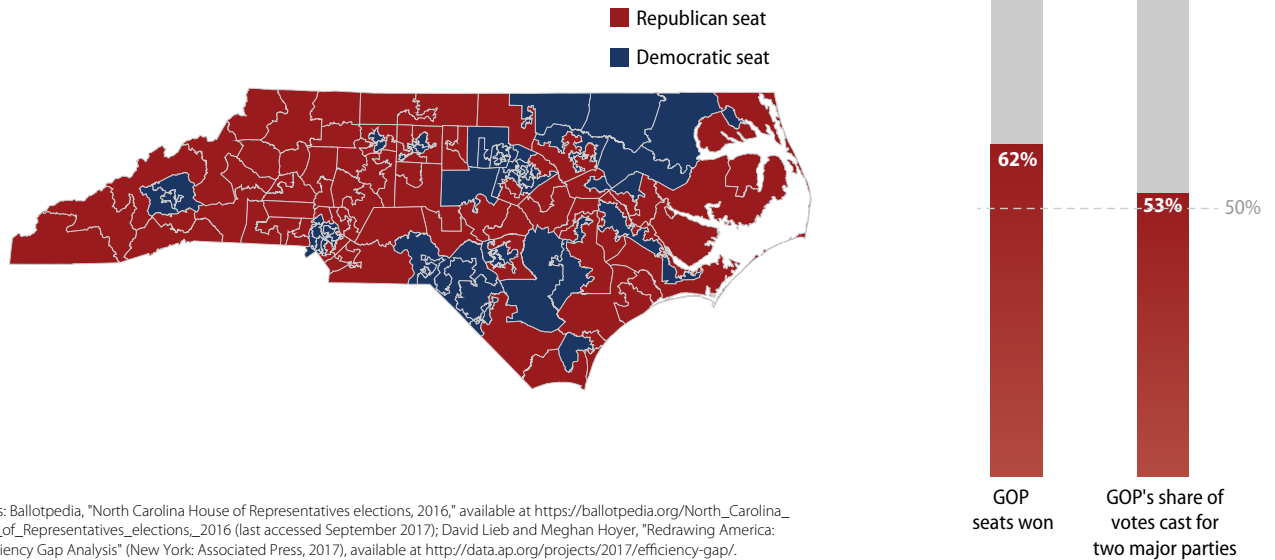 Republican seat
Democratic seat
62%
53%
50%
GOP
seats won
GOP's share of
votes cast for
two major parties
s: Ballotpedia, "North Carolina House of Representatives elections, 2016," available at https://ballotpedia.org/North_Carolina_
_of_Representatives_elections,_2016 (last accessed September 2017); David Lieb and Meghan Hoyer, "Redrawing America:
iency Gap Analysis" (New York: Associated Press, 2017), available at http://data.ap.org/projects/2017/efficiency-gap/.